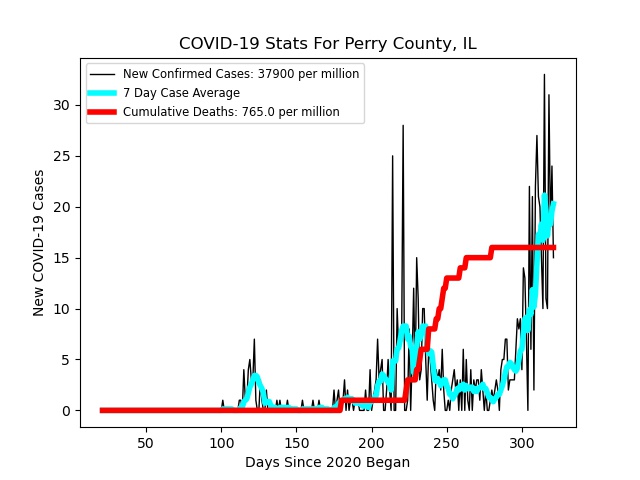 COVID-19 Stats For Perry County, IL
New Confirmed Cases: 37900 per million
7 Day Case Average
Cumulative Deaths: 765.0 per million
New COVID-19 Cases
30
25
20
15
10
5
0
50 100 150 200 250 300
Days Since 2020 Began